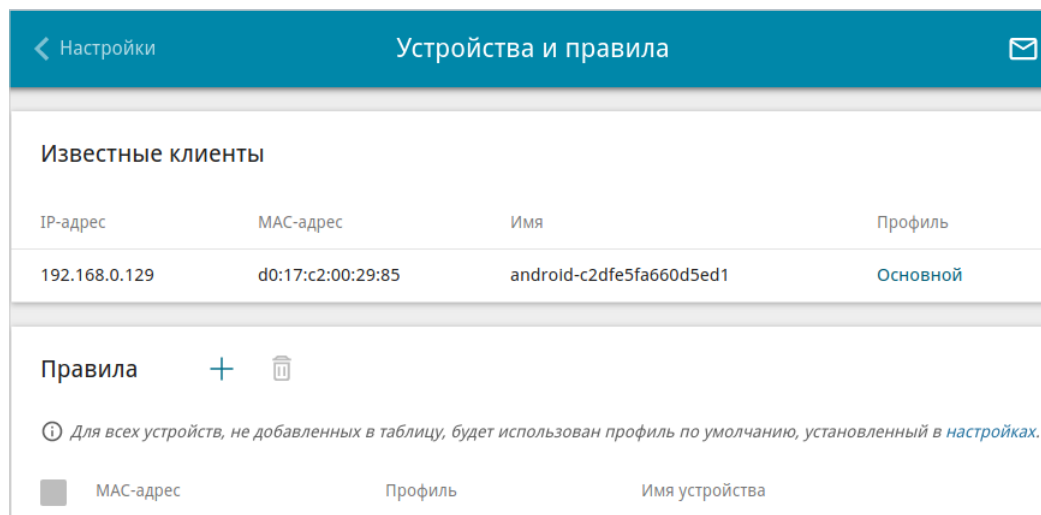 Настройки Устройства и правила
Известные клиенты
IP-адрес MAC-адрес Имя Профиль
192.168.0.129 d0:17:c2:00:29:85 android-c2dfe5fa660d5ed1 Основной
Правила
Для всех устройств, не добавленных в таблицу, будет использован профиль по умолчанию, установленный в настройках.
MAC-адрес Профиль Имя устройства